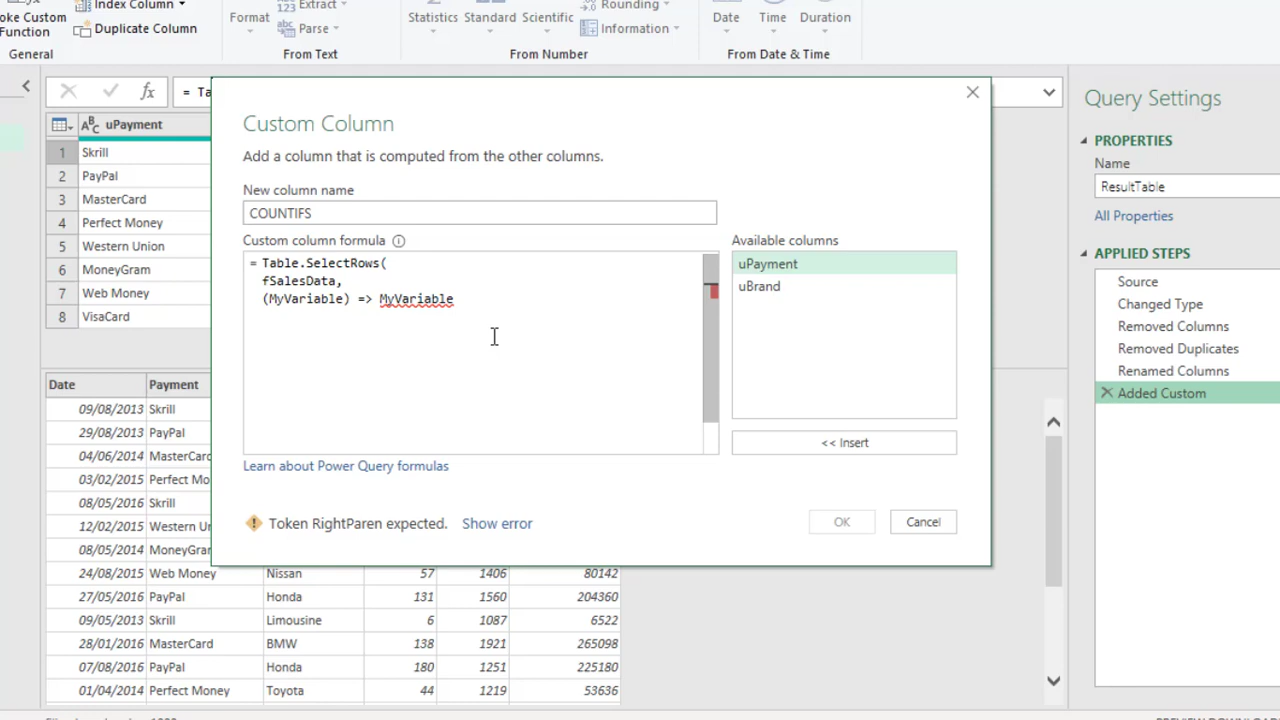 Index Column
Extract
Rounding
oke Custom
Function
Duplicate Column
Format
Parse
Statistics Standard Scientific
Information
Date Time Duration
General
From Text
From Number
From Date & Time
fx
= Ta
uPayment
1 Skrill
2 PayPal
3 MasterCard
4 Perfect Money
5 Western Union
6 MoneyGram
7 Web Money
8 VisaCard
Custom Column
Add a column that is computed from the other columns.
New column name
COUNTIFS
Custom column formula
Available columns
= Table.SelectRows(
fSalesData,
(MyVariable) => MyVariable
uPayment
uBrand
<< Insert
Learn about Power Query formulas
Token RightParen expected. Show error
OK
Cancel
Query Settings
PROPERTIES
Name
ResultTable
All Properties
APPLIED STEPS
Source
Changed Type
Removed Columns
Removed Duplicates
Renamed Columns
Added Custom
Date Payment
09/08/2013 Skrill
29/08/2013 PayPal
04/06/2014 MasterCard
03/02/2015 Perfect Mo
08/05/2016 Skrill
12/02/2015 Western Un
08/05/2014 MoneyGram
24/08/2015 Web Money Nissan 57 1406 80142
27/05/2016 PayPal Honda 131 1560 204360
09/05/2013 Skrill Limousine 6 1087 6522
28/01/2016 MasterCard BMW 138 1921 265098
07/08/2016 PayPal Honda 180 1251 225180
01/04/2014 Perfect Money Toyota 44 1219 53636